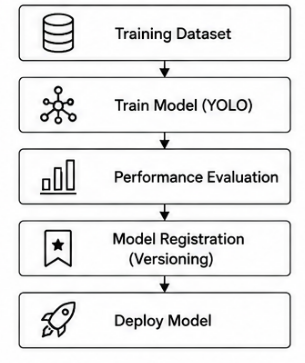 Training Dataset
Train Model (YOLO)
Performance Evaluation
Model Registration
(Versioning)
Deploy Model